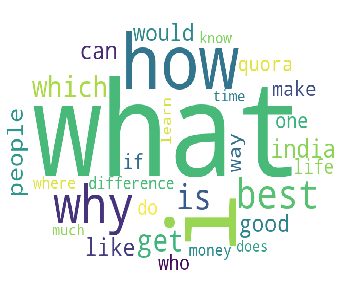 would
know
can
how
quora
which
time
make
what
people
learn
one
way
if
india
life
where
difference
why
do
is
i
best
much
like
get
good
money
does
who